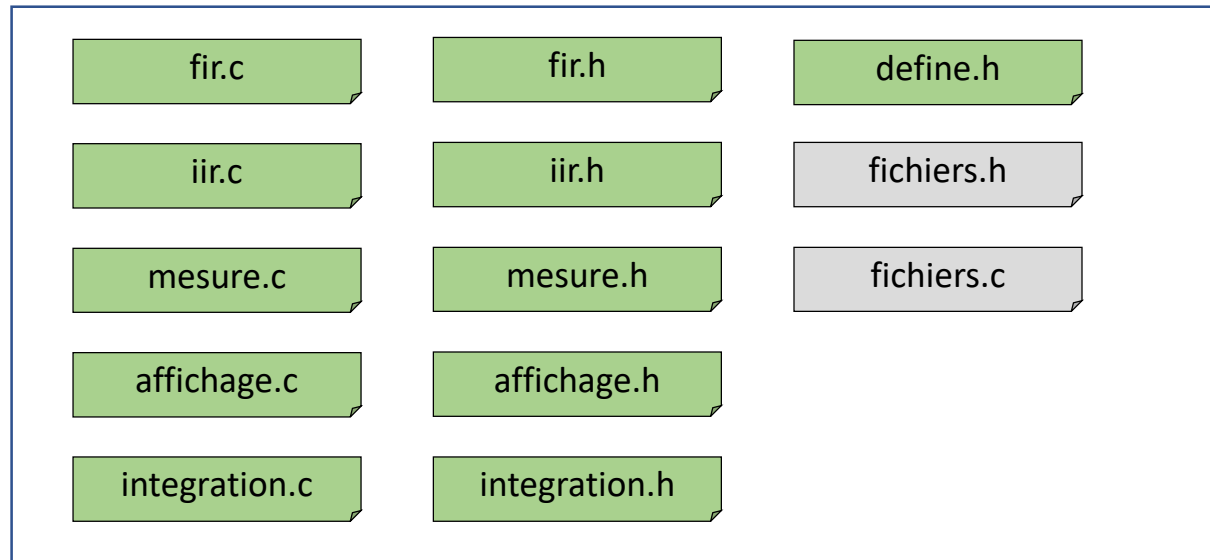 fir.c
fir.h
define.h
iir.c
iir.h
fichiers.h
mesure.c
mesure.h
fichiers.c
affichage.c
affichage.h
integration.c
integration.h